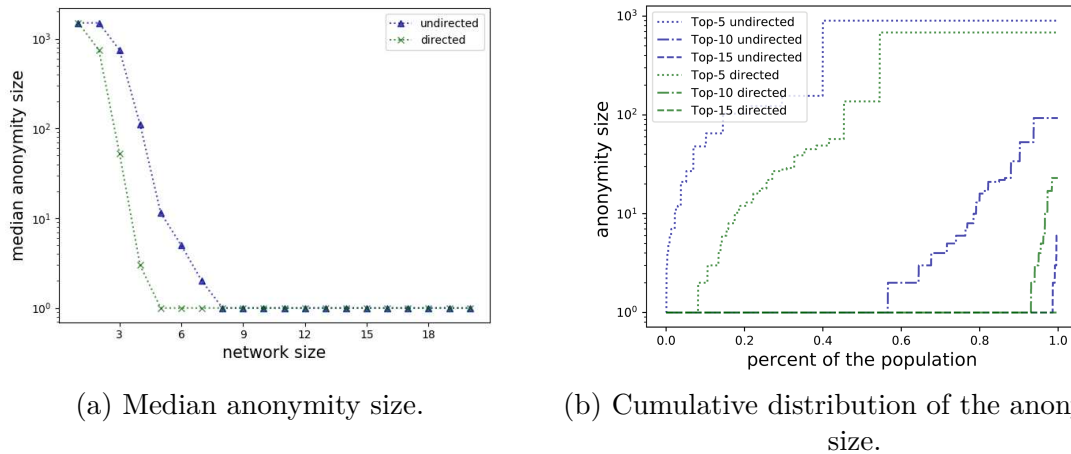 10³
10²
10¹
10⁰
3
6
9
12
15
18
median anonymity size
network size
undirected
directed
(a) Median anonymity size.
10³
10²
10¹
10⁰
0.0
0.2
0.4
0.6
0.8
1.0
anonymity size
percent of the population
Top-5 undirected
Top-10 undirected
Top-15 undirected
Top-5 directed
Top-10 directed
Top-15 directed
(b) Cumulative distribution of the anon
size.